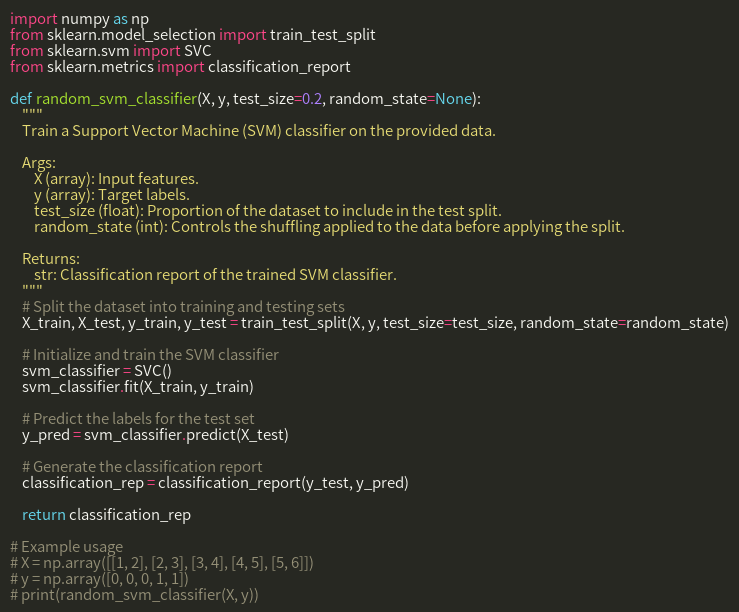 import numpy as np
from sklearn.model_selection import train_test_split
from sklearn.svm import SVC
from sklearn.metrics import classification_report

def random_svm_classifier(X, y, test_size=0.2, random_state=None):
    """
    Train a Support Vector Machine (SVM) classifier on the provided data.

    Args:
        X (array): Input features.
        y (array): Target labels.
        test_size (float): Proportion of the dataset to include in the test split.
        random_state (int): Controls the shuffling applied to the data before applying the split.

    Returns:
        str: Classification report of the trained SVM classifier.
    """
    # Split the dataset into training and testing sets
    X_train, X_test, y_train, y_test = train_test_split(X, y, test_size=test_size, random_state=random_state)

    # Initialize and train the SVM classifier
    svm_classifier = SVC()
    svm_classifier.fit(X_train, y_train)

    # Predict the labels for the test set
    y_pred = svm_classifier.predict(X_test)

    # Generate the classification report
    classification_rep = classification_report(y_test, y_pred)

    return classification_rep

# Example usage
# X = np.array([[1, 2], [2, 3], [3, 4], [4, 5], [5, 6]])
# y = np.array([0, 0, 0, 1, 1])
# print(random_svm_classifier(X, y))